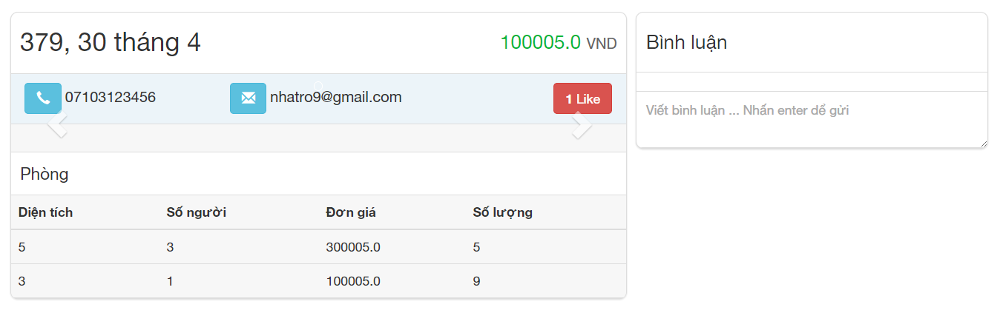 379, 30 tháng 4
100005.0 VND
07103123456
nhatro9@gmail.com
1 Like
Phòng
Diện tích Số người Đơn giá Số lượng
5 3 300005.0 5
3 1 100005.0 9
Bình luận
Viết bình luận ... Nhấn enter dể gửi